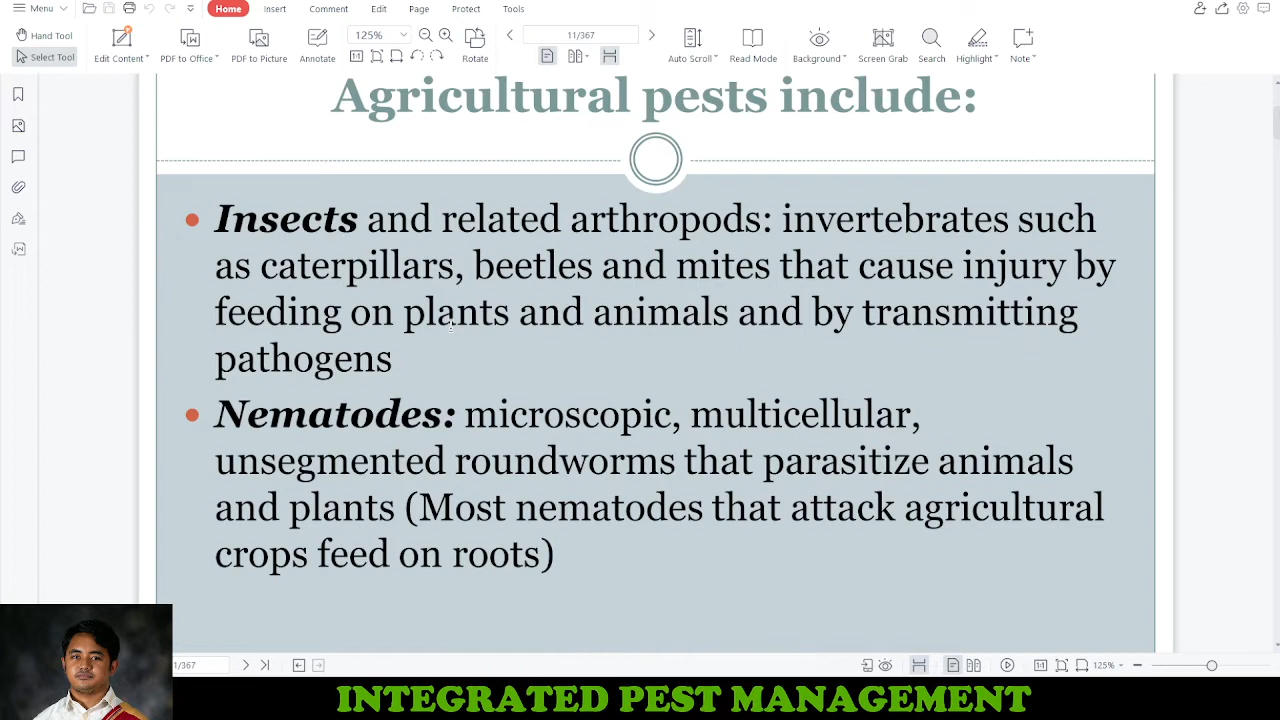 Menu
Home Insert Comment Edit Page Protect Tools
Hand Tool
Select Tool
Edit Content PDF to Office PDF to Picture Annotate
125% 11/367
Rotate Auto Scroll Read Mode Background Screen Grab Search Highlight Note
Agricultural pests include:
Insects and related arthropods: invertebrates such
as caterpillars, beetles and mites that cause injury by
feeding on plants and animals and by transmitting
pathogens
Nematodes: microscopic, multicellular,
unsegmented roundworms that parasitize animals
and plants (Most nematodes that attack agricultural
crops feed on roots)
1/367
125%
INTEGRATED PEST MANAGEMENT